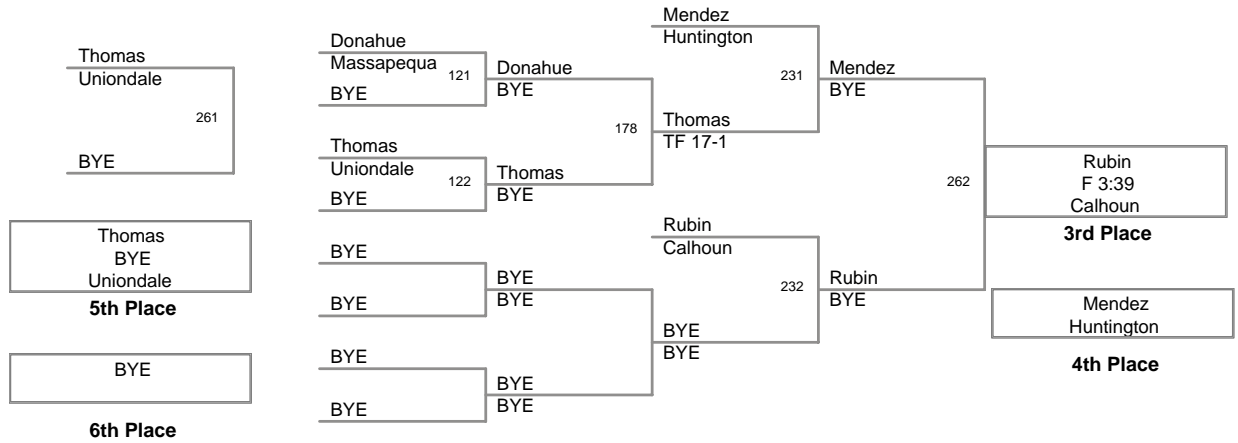 Thomas
Uniondale
261
BYE
Thomas
BYE
Uniondale
5th Place
BYE
6th Place
Donahue
Massapequa
121
BYE
Thomas
Uniondale
122
BYE
BYE
BYE
BYE
BYE
Donahue
BYE
178
Thomas
BYE
BYE
BYE
BYE
BYE
Mendez
Huntington
231
Thomas
TF 17-1
Rubin
Calhoun
232
BYE
BYE
Mendez
BYE
262
Rubin
BYE
Rubin
F 3:39
Calhoun
3rd Place
Mendez
Huntington
4th Place